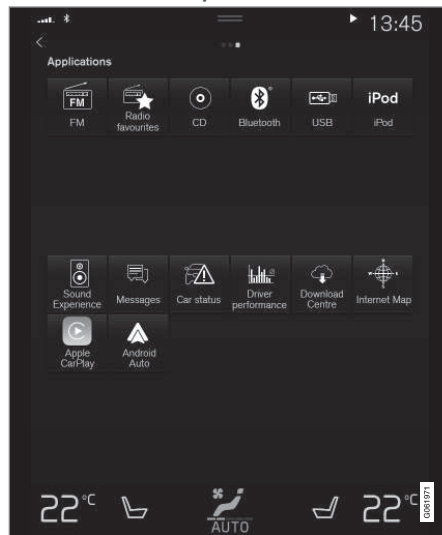 13:45
Applications
FM
iPod
FM
Radio
favourites
CD
Bluetooth
USB
iPod
Sound
Experience
Messages
Car status
Driver
performance
Download
Centre
Internet Map
Apple
CarPlay
Android
Auto
22°C
AUTO
22°C
G061971